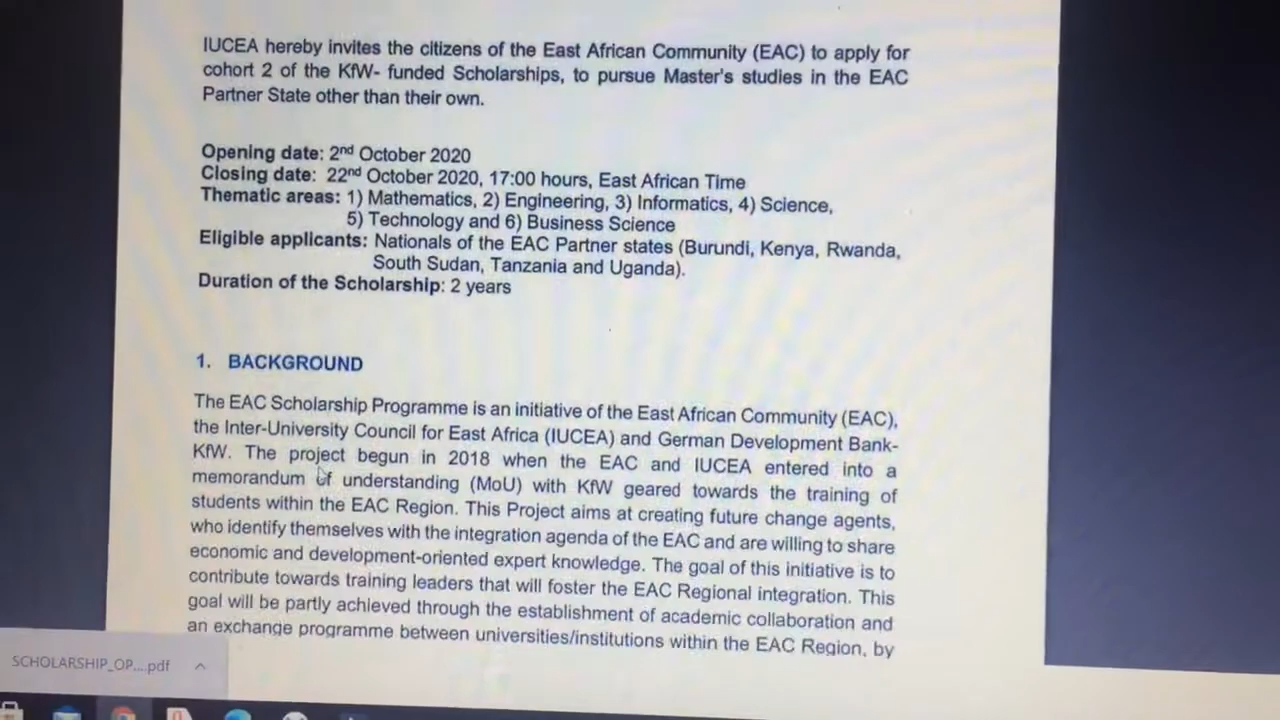 IUCEA hereby invites the citizens of the East African Community (EAC) to apply for
cohort 2 of the KfW- funded Scholarships, to pursue Master's studies in the EAC
Partner State other than their own.
Opening date: 2nd October 2020
Closing date: 22nd October 2020, 17:00 hours, East African Time
Thematic areas: 1) Mathematics, 2) Engineering, 3) Informatics, 4) Science,
5) Technology and 6) Business Science
Eligible applicants: Nationals of the EAC Partner states (Burundi, Kenya, Rwanda,
South Sudan, Tanzania and Uganda).
Duration of the Scholarship: 2 years
1. BACKGROUND
The EAC Scholarship Programme is an initiative of the East African Community (EAC),
the Inter-University Council for East Africa (IUCEA) and German Development Bank-
KfW. The project begun in 2018 when the EAC and IUCEA entered into a
memorandum of understanding (MoU) with KfW geared towards the training of
students within the EAC Region. This Project aims at creating future change agents,
who identify themselves with the integration agenda of the EAC and are willing to share
economic and development-oriented expert knowledge. The goal of this initiative is to
contribute towards training leaders that will foster the EAC Regional integration. This
goal will be partly achieved through the establishment of academic collaboration and
an exchange programme between universities/institutions within the EAC Region, by
SCHOLARSHIP_OP....pdf